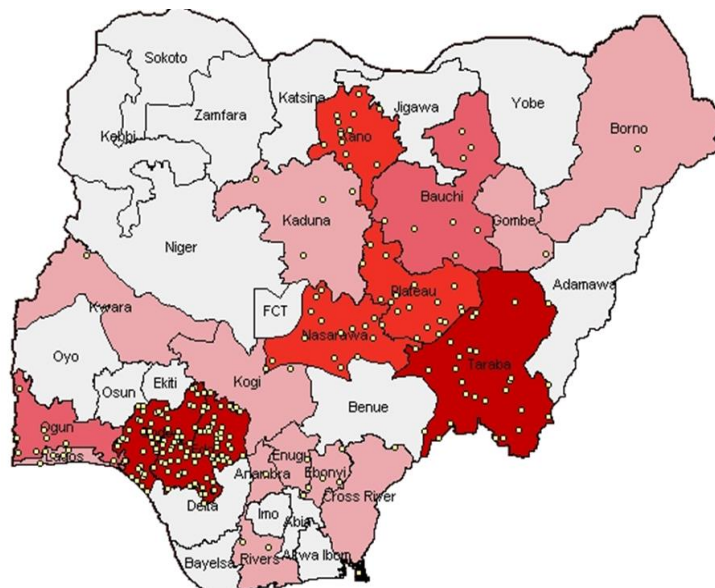 Sokoto
Katsina
Jigawa
Yobe
Zamfara
Kebbi
Kano
Borno
Bauchi
Kaduna
Gombe
Niger
Adamawa
Plateau
Kwara
FCT
Nasarawa
Oyo
Taraba
Ekiti
Kogi
Osun
Benue
Ogun
Lagos
Enugu
Anambra
Ebonyi
Cross River
Delta
Imo
Abia
Bayelsa
Rivers
Akwa Ibom